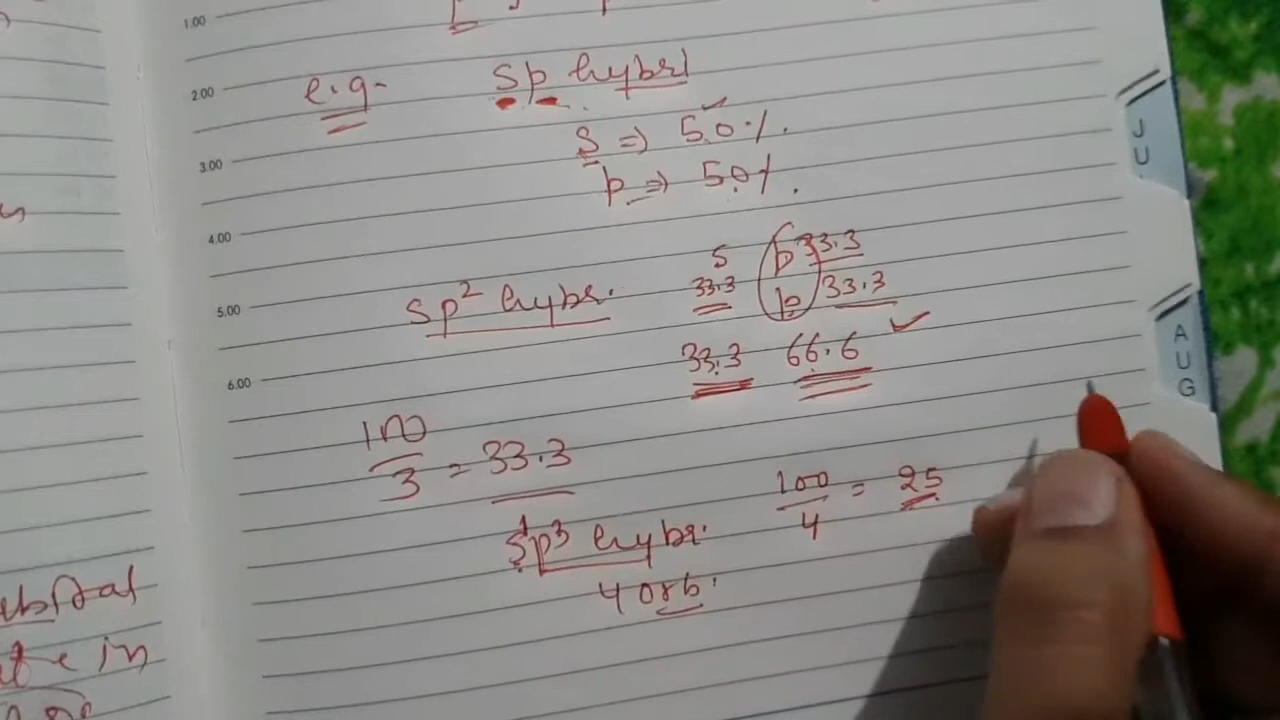 1.00
2.00 e.g. sp hybri
s => 50%.
3.00
p => 50%.
4.00
s p 33.3
33.3 p 33.3
5.00 sp² hybr.
33.3 66.6 ✓
6.00
100/3 = 33.3
100/4 = 25
sp³ hybr.
4 orb.
JU
AUG